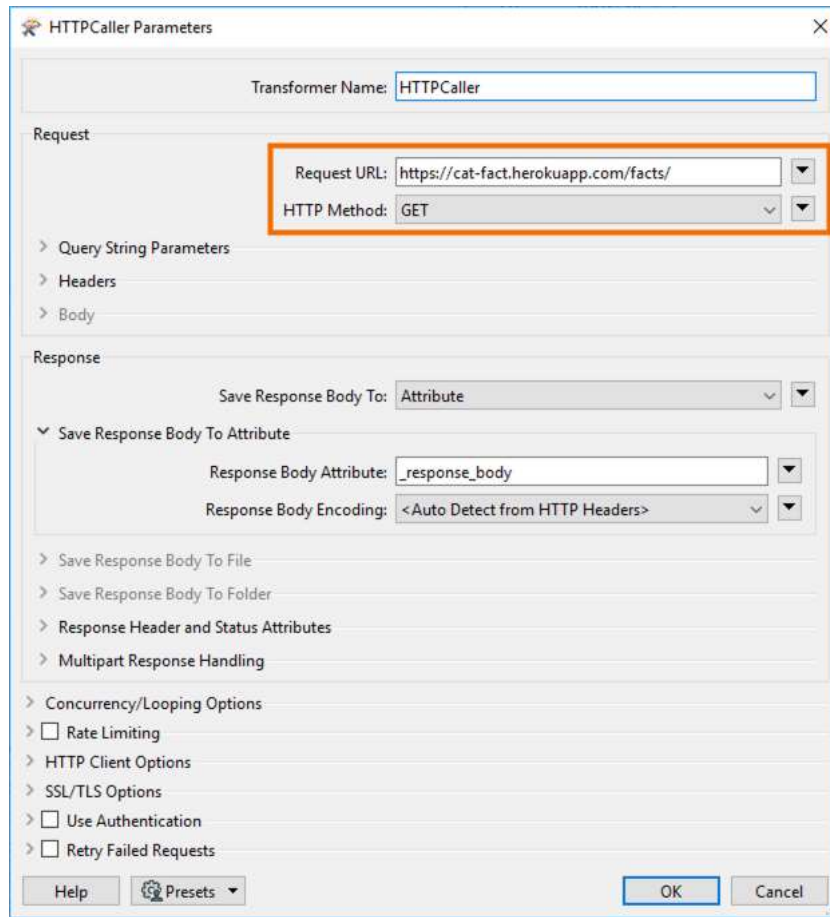 HTTPCaller Parameters
Transformer Name: HTTPCaller
Request
Request URL: https://cat-fact.herokuapp.com/facts/
HTTP Method: GET
Query String Parameters
Headers
Body
Response
Save Response Body To: Attribute
Save Response Body To Attribute
Response Body Attribute: _response_body
Response Body Encoding: <Auto Detect from HTTP Headers>
Save Response Body To File
Save Response Body To Folder
Response Header and Status Attributes
Multipart Response Handling
Concurrency/Looping Options
Rate Limiting
HTTP Client Options
SSL/TLS Options
Use Authentication
Retry Failed Requests
Help Presets OK Cancel